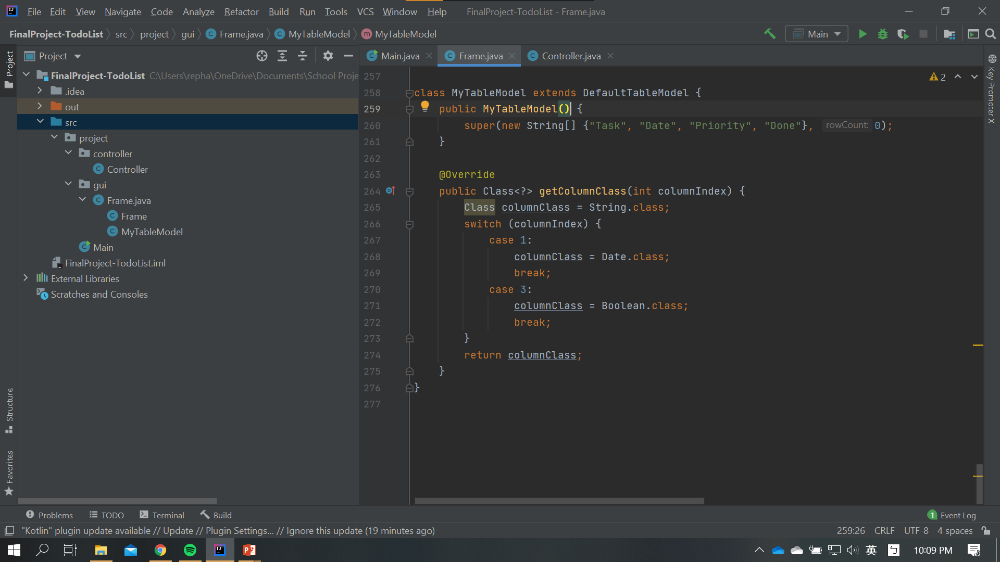 File Edit View Navigate Code Analyze Refactor Build Run Tools VCS Window Help FinalProject-TodoList - Frame.java
FinalProject-TodoList src project gui Frame.java MyTableModel MyTableModel Main
Project
Main.java Frame.java Controller.java
FinalProject-TodoList C:\Users\repha\OneDrive\Documents\School Proje
.idea
out
src
project
controller
Controller
gui
Frame.java
Frame
MyTableModel
Main
FinalProject-TodoList.iml
External Libraries
Scratches and Consoles
Project
Structure
Favorites
2
257
258 class MyTableModel extends DefaultTableModel {
259 public MyTableModel() {
260 super(new String[] {"Task", "Date", "Priority", "Done"}, rowCount: 0);
261 }
262
263 @Override
264 public Class<?> getColumnClass(int columnIndex) {
265 Class columnClass = String.class;
266 switch (columnIndex) {
267 case 1:
268 columnClass = Date.class;
269 break;
270 case 3:
271 columnClass = Boolean.class;
272 break;
273 }
274 return columnClass;
275 }
276 }
277
Key Promoter X
Problems TODO Terminal Build 1 Event Log
"Kotlin" plugin update available // Update // Plugin Settings... // Ignore this update (19 minutes ago) 259:26 CRLF UTF-8 4 spaces
英 ㄅ 10:09 PM